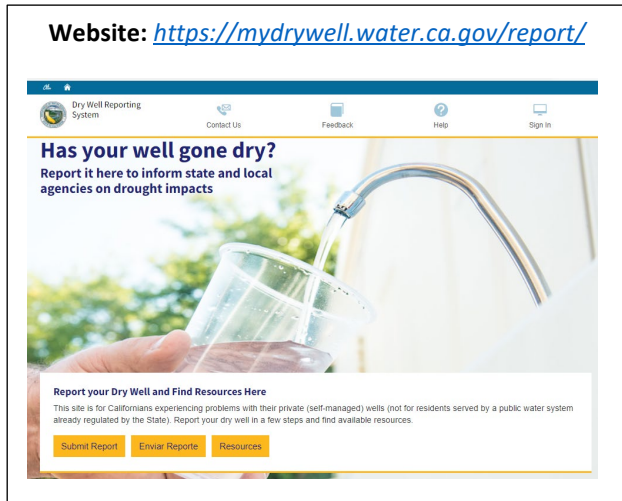 Website: https://mydrywell.water.ca.gov/report/
Dry Well Reporting
System
Contact Us
Feedback
Help
Sign In
Has your well gone dry?
Report it here to inform state and local
agencies on drought impacts
Report your Dry Well and Find Resources Here
This site is for Californians experiencing problems with their private (self-managed) wells (not for residents served by a public water system
already regulated by the State). Report your dry well in a few steps and find available resources.
Submit Report
Enviar Reporte
Resources